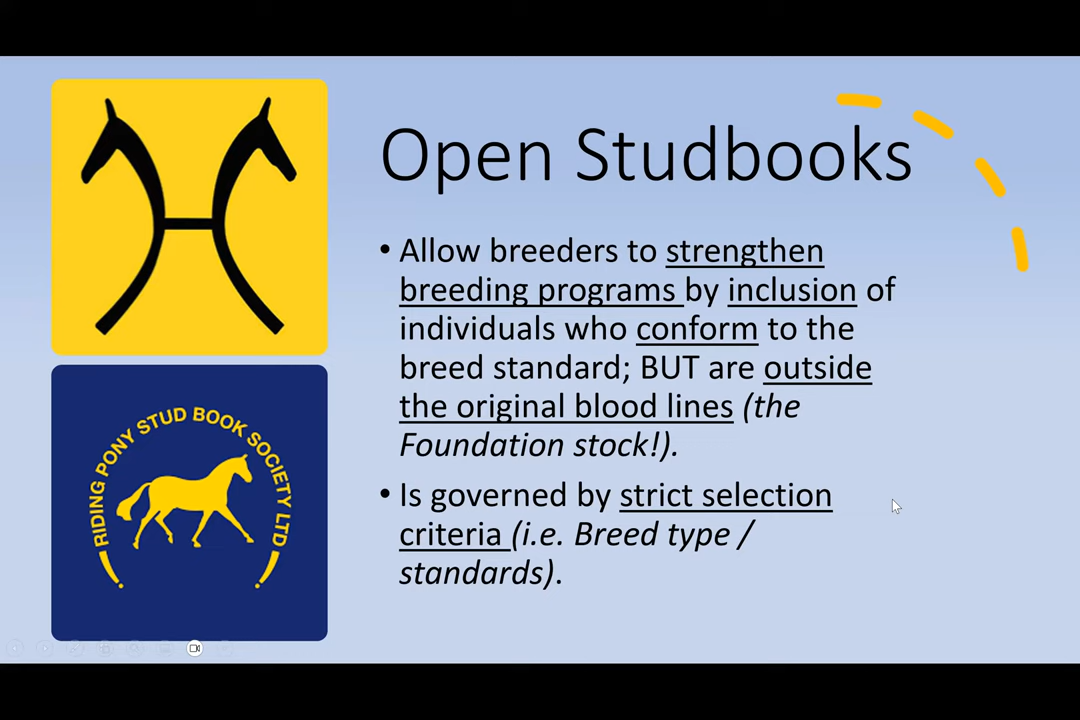 Open Studbooks
• Allow breeders to strengthen
breeding programs by inclusion of
individuals who conform to the
breed standard; BUT are outside
the original blood lines (the
Foundation stock!).
• Is governed by strict selection
criteria (i.e. Breed type /
standards).
RIDING PONY STUD BOOK SOCIETY LTD